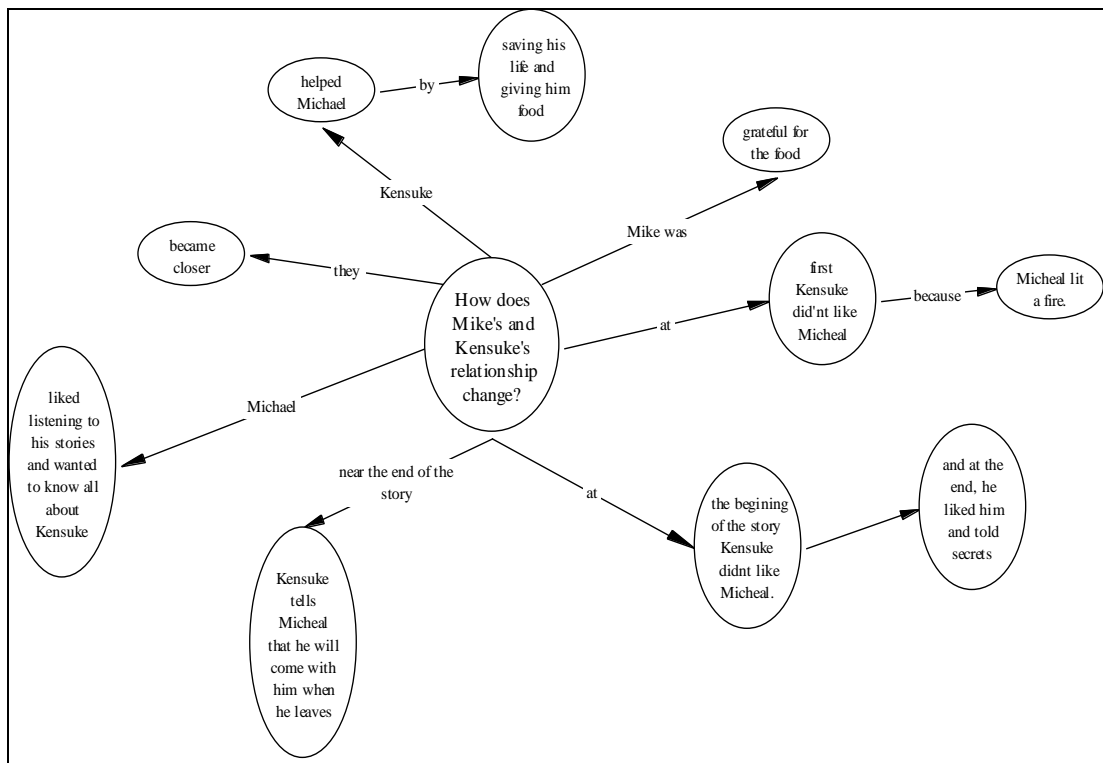 saving his
life and
giving him
food
helped
Michael
by
grateful for
the food
Kensuke
Mike was
became
closer
they
first
Kensuke
did'nt like
Micheal
because
Micheal lit
a fire.
at
How does
Mike's and
Kensuke's
relationship
change?
liked
listening to
his stories
and wanted
to know all
about
Kensuke
Michael
near the end of the
story
at
the begining
of the story
Kensuke
didnt like
Micheal.
and at the
end, he
liked him
and told
secrets
Kensuke
tells
Micheal
that he will
come with
him when
he leaves